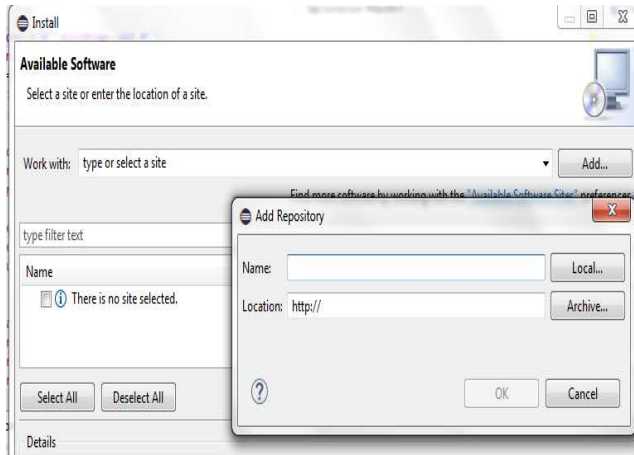 Install
Available Software
Select a site or enter the location of a site.
Work with: type or select a site
Add...
Find more software by working with the "Available Software Sites" preferences
type filter text
Name
There is no site selected.
Select All
Deselect All
Details
Add Repository
Name:
Local...
Location: http://
Archive...
OK
Cancel